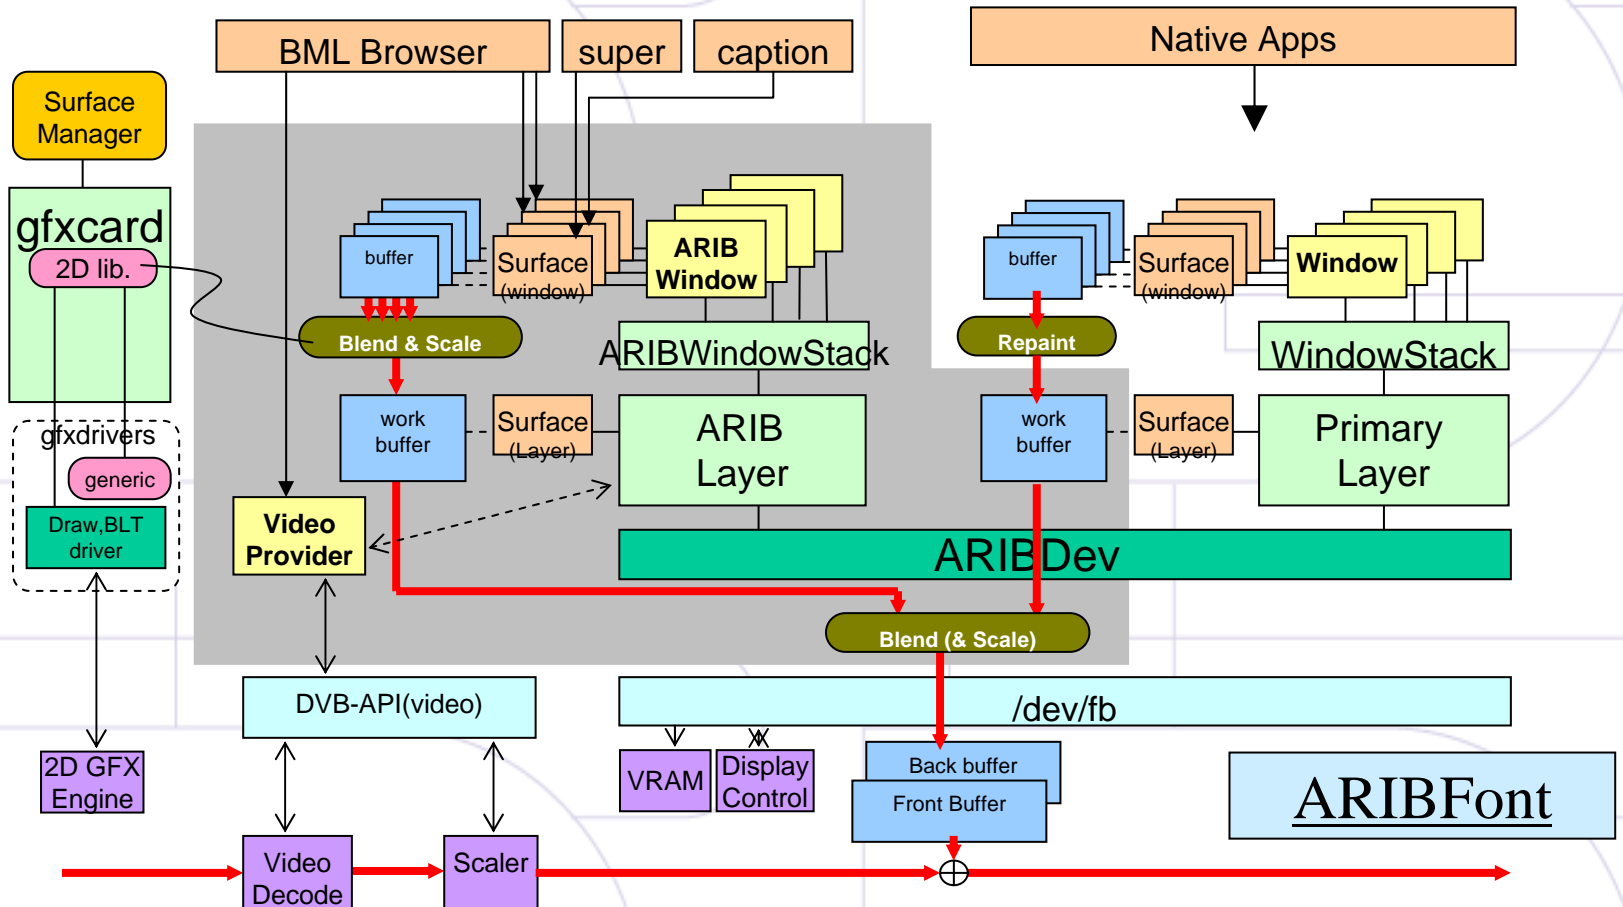 BML Browser
super
caption
Native Apps
Surface
Manager
gfxcard
2D lib.
buffer
Surface
(window)
ARIB
Window
buffer
Surface
(window)
Window
Blend & Scale
ARIBWindowStack
Repaint
WindowStack
gfxdrivers
generic
Draw,BLT
driver
work
buffer
Surface
(Layer)
ARIB
Layer
work
buffer
Surface
(Layer)
Primary
Layer
Video
Provider
ARIBDev
Blend (& Scale)
DVB-API(video)
/dev/fb
2D GFX
Engine
VRAM
Display
Control
Back buffer
Front Buffer
ARIBFont
Video
Decode
Scaler